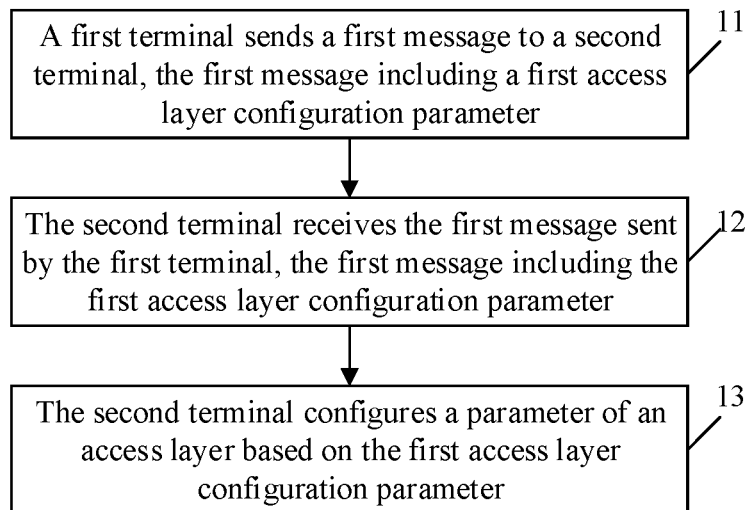 A first terminal sends a first message to a second
terminal, the first message including a first access
layer configuration parameter
11
The second terminal receives the first message sent
by the first terminal, the first message including the
first access layer configuration parameter
12
The second terminal configures a parameter of an
access layer based on the first access layer
configuration parameter
13